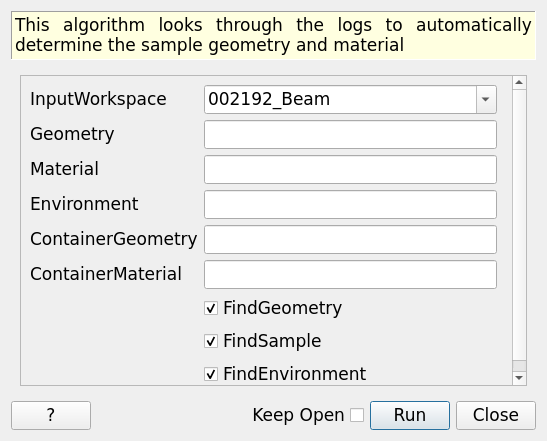 This algorithm looks through the logs to automatically
determine the sample geometry and material
InputWorkspace 002192_Beam
Geometry
Material
Environment
ContainerGeometry
ContainerMaterial
FindGeometry
FindSample
FindEnvironment
? Keep Open Run Close